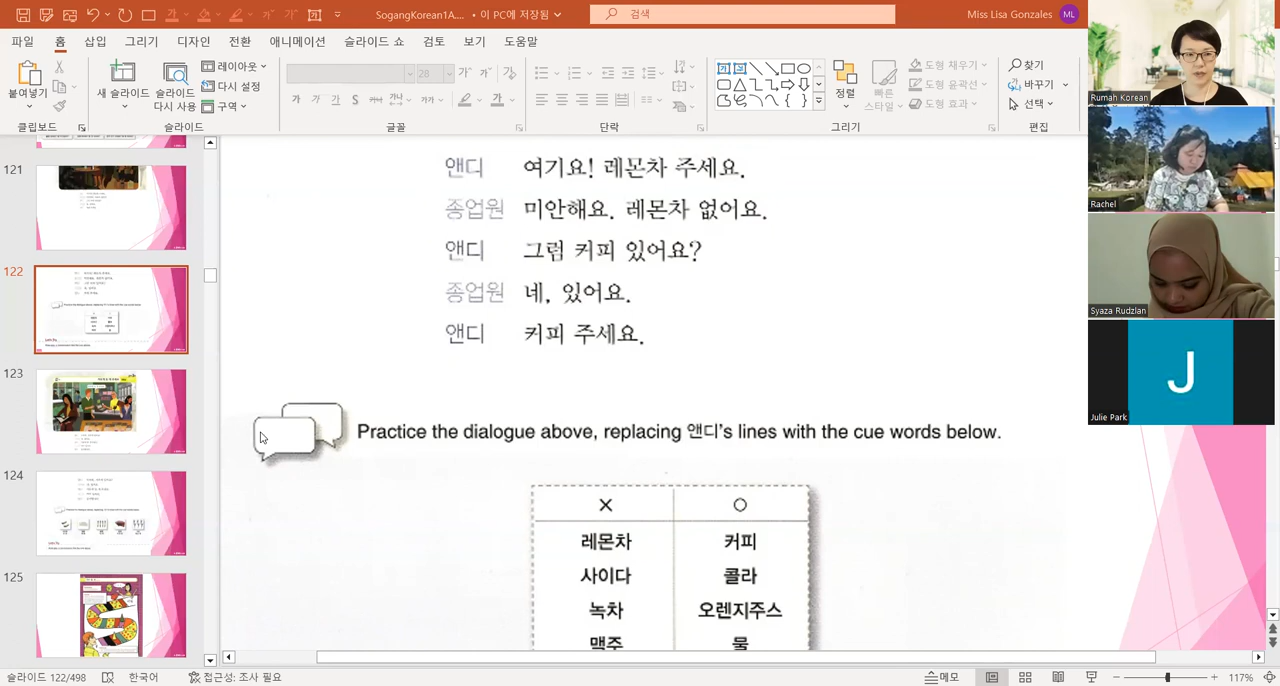 SogangKorean1A.... • 이 PC에 저장됨
검색
Miss Lisa Gonzales ML
파일 홈 삽입 그리기 디자인 전환 애니메이션 슬라이드 쇼 검토 보기 도움말
붙여넣기
새 슬라이드
슬라이드 다시 사용
레이아웃
다시 설정
구역
28
정렬
빠른 스타일
도형 채우기
도형 윤곽선
도형 효과
찾기
바꾸기
선택
클립보드 슬라이드 글꼴 단락 그리기 편집
Rumah Korean
Rachel
Syaza Rudzlan
J
Julie Park
121
122
123
124
125
앤디 여기요! 레몬차 주세요.
종업원 미안해요. 레몬차 없어요.
앤디 그럼 커피 있어요?
종업원 네, 있어요.
앤디 커피 주세요.
Practice the dialogue above, replacing 앤디's lines with the cue words below.
× ○
레몬차 커피
사이다 콜라
녹차 오렌지주스
맥주 물
슬라이드 122/498 한국어 접근성: 조사 필요 메모 117%